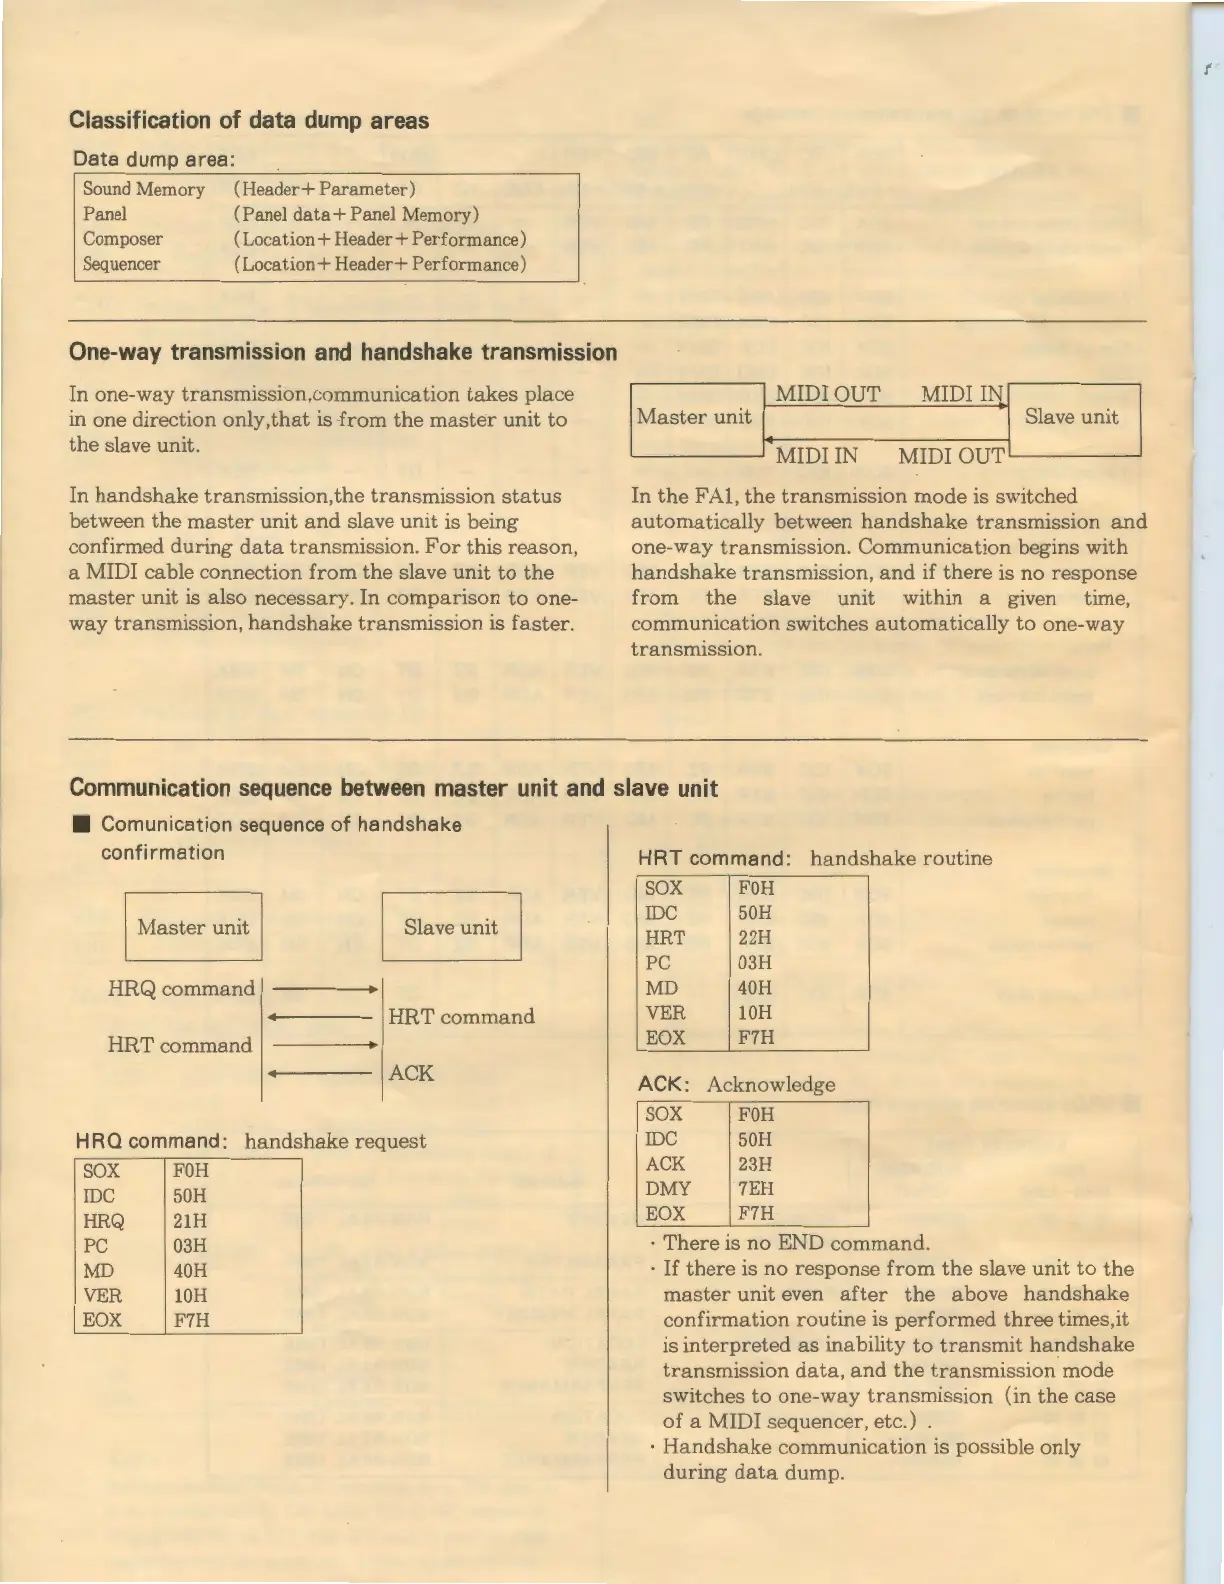 Classification of data dump areas
Data dump area:
Sound Memory (Header+Parameter)
Panel (Panel data+Panel Memory)
Composer (Location+Header+Performance)
Sequencer (Location+Header+Performance)
One-way transmission and handshake transmission
In one-way transmission,communication takes place
in one direction only,that is from the master unit to
the slave unit.
In handshake transmission,the transmission status
between the master unit and slave unit is being
confirmed during data transmission. For this reason,
a MIDI cable connection from the slave unit to the
master unit is also necessary. In comparison to one-
way transmission, handshake transmission is faster.
MIDI OUT MIDI IN
Master unit Slave unit
MIDI IN MIDI OUT
In the FA1, the transmission mode is switched
automatically between handshake transmission and
one-way transmission. Communication begins with
handshake transmission, and if there is no response
from the slave unit within a given time,
communication switches automatically to one-way
transmission.
Communication sequence between master unit and slave unit
■ Comunication sequence of handshake
confirmation
Master unit Slave unit
HRQ command
HRT command
HRT command
ACK
HRQ command: handshake request
SOX F0H
IDC 50H
HRQ 21H
PC 03H
MD 40H
VER 10H
EOX F7H
HRT command: handshake routine
SOX F0H
IDC 50H
HRT 22H
PC 03H
MD 40H
VER 10H
EOX F7H
ACK: Acknowledge
SOX F0H
IDC 50H
ACK 23H
DMY 7EH
EOX F7H
· There is no END command.
· If there is no response from the slave unit to the
master unit even after the above handshake
confirmation routine is performed three times,it
is interpreted as inability to transmit handshake
transmission data, and the transmission mode
switches to one-way transmission (in the case
of a MIDI sequencer, etc.) .
· Handshake communication is possible only
during data dump.